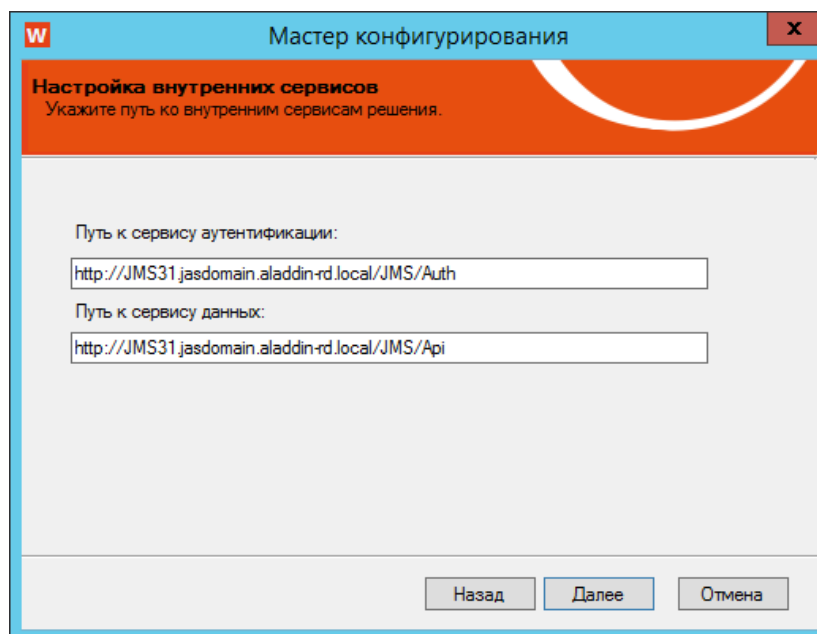 W
Мастер конфигурирования
x
Настройка внутренних сервисов
Укажите путь ко внутренним сервисам решения.
Путь к сервису аутентификации:
http://JMS31.jasdomain.aladdin-rd.local/JMS/Auth
Путь к сервису данных:
http://JMS31.jasdomain.aladdin-rd.local/JMS/Api
Назад
Далее
Отмена